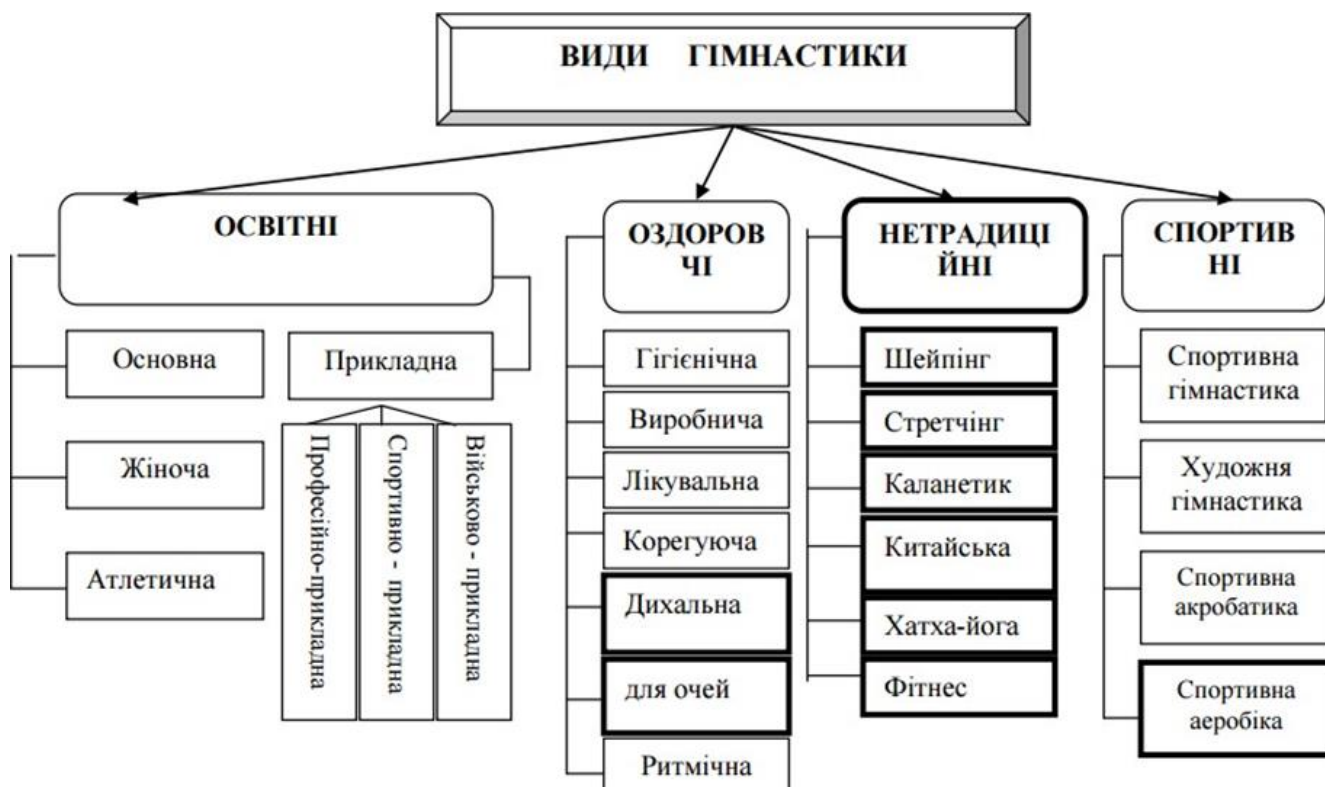 ВИДИ ГІМНАСТИКИ
ОСВІТНІ
Основна
Жіноча
Атлетична
Прикладна
Професійно-прикладна
Спортивно - прикладна
Військово - прикладна
ОЗДОРОВ
ЧІ
Гігієнічна
Виробнича
Лікувальна
Корегуюча
Дихальна
для очей
Ритмічна
НЕТРАДИЦІ
ЙНІ
Шейпінг
Стретчінг
Каланетик
Китайська
Хатха-йога
Фітнес
СПОРТИВ
НІ
Спортивна
гімнастика
Художня
гімнастика
Спортивна
акробатика
Спортивна
аеробіка